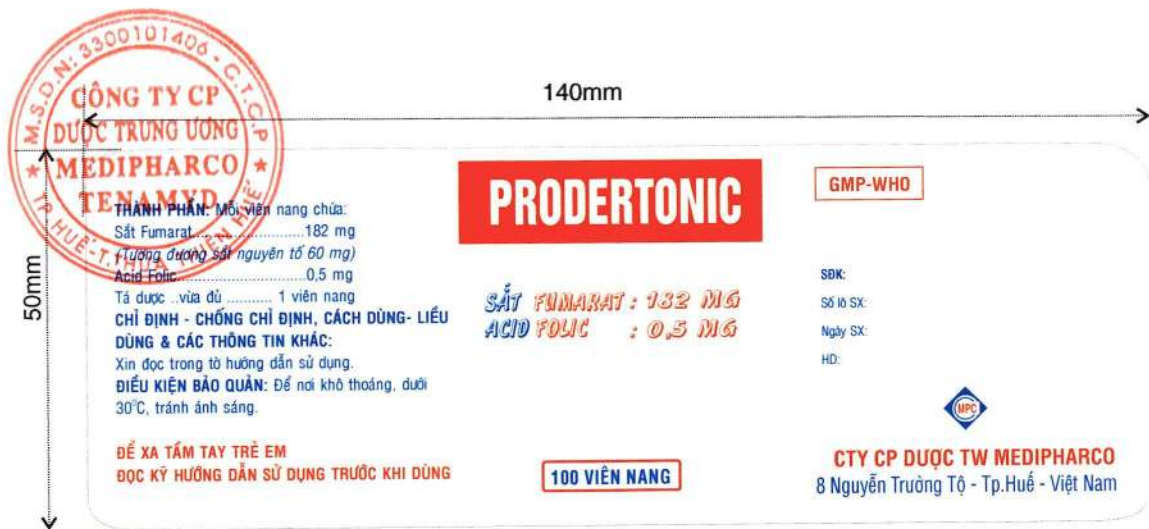 M.S.D.N: 3300101406 - C.T.C.P
CÔNG TY CP
DƯỢC TRUNG ƯƠNG
MEDIPHARCO
TENAMYD
TP HUẾ - T.THỪA THIÊN HUẾ
140mm
50mm
THÀNH PHẦN: Mỗi viên nang chứa:
Sắt Fumarat.....................182 mg
(Tương đương sắt nguyên tố 60 mg)
Acid Folic.......................0,5 mg
Tá dược ..vừa đủ .......... 1 viên nang
CHỈ ĐỊNH - CHỐNG CHỈ ĐỊNH, CÁCH DÙNG- LIỀU
DÙNG & CÁC THÔNG TIN KHÁC:
Xin đọc trong tờ hướng dẫn sử dụng.
ĐIỀU KIỆN BẢO QUẢN: Để nơi khô thoáng, dưới
30°C, tránh ánh sáng.
ĐỂ XA TẦM TAY TRẺ EM
ĐỌC KỸ HƯỚNG DẪN SỬ DỤNG TRƯỚC KHI DÙNG
PRODERTONIC
SẮT FUMARAT : 182 MG
ACID FOLIC : 0,5 MG
100 VIÊN NANG
GMP-WHO
SĐK:
Số lô SX:
Ngày SX:
HD:
MPC
CTY CP DƯỢC TW MEDIPHARCO
8 Nguyễn Trường Tộ - Tp.Huế - Việt Nam